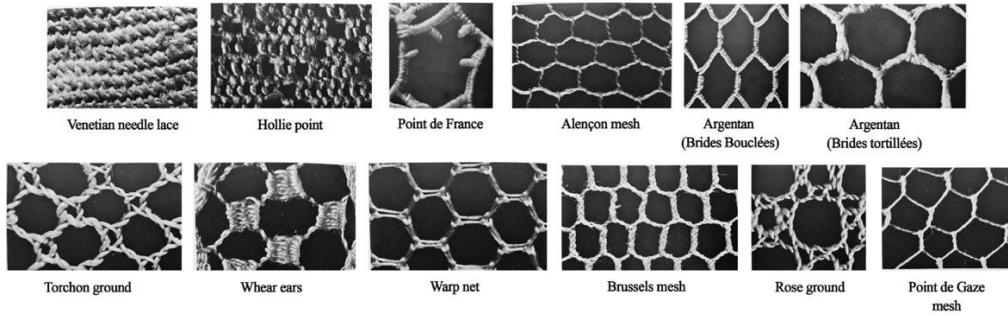 Venetian needle lace
Hollie point
Point de France
Alençon mesh
Argentan
(Brides Bouclées)
Argentan
(Brides tortillées)
Torchon ground
Whear ears
Warp net
Brussels mesh
Rose ground
Point de Gaze
mesh